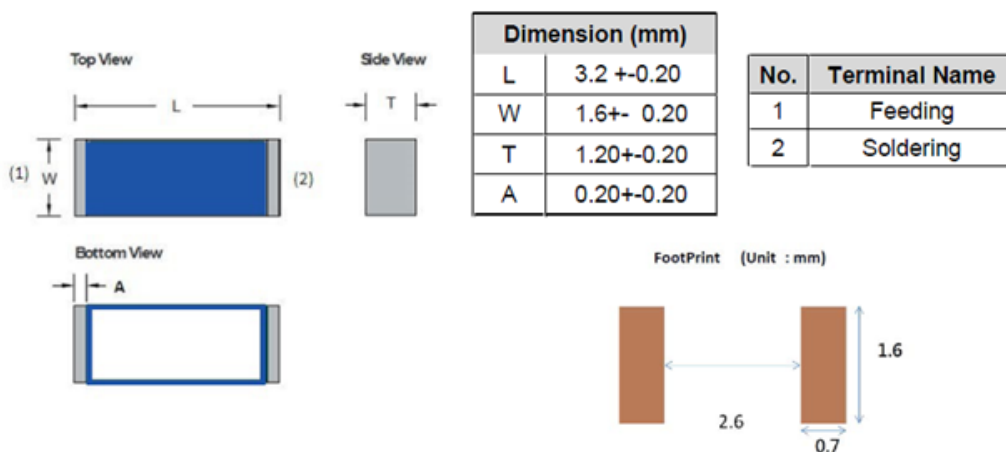 Top View
Side View
L
T
(1)
W
(2)
Bottom View
A
Dimension (mm)
L 3.2 +-0.20
W 1.6+- 0.20
T 1.20+-0.20
A 0.20+-0.20
No. Terminal Name
1 Feeding
2 Soldering
FootPrint (Unit : mm)
1.6
2.6
0.7